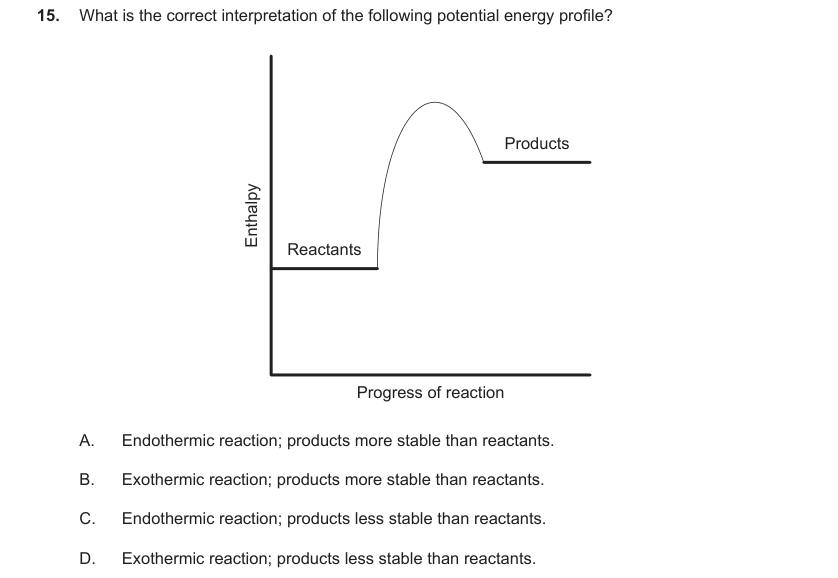 15. What is the correct interpretation of the following potential energy profile?
Products
Enthalpy
Reactants
Progress of reaction
A. Endothermic reaction; products more stable than reactants.
B. Exothermic reaction; products more stable than reactants.
C. Endothermic reaction; products less stable than reactants.
D. Exothermic reaction; products less stable than reactants.